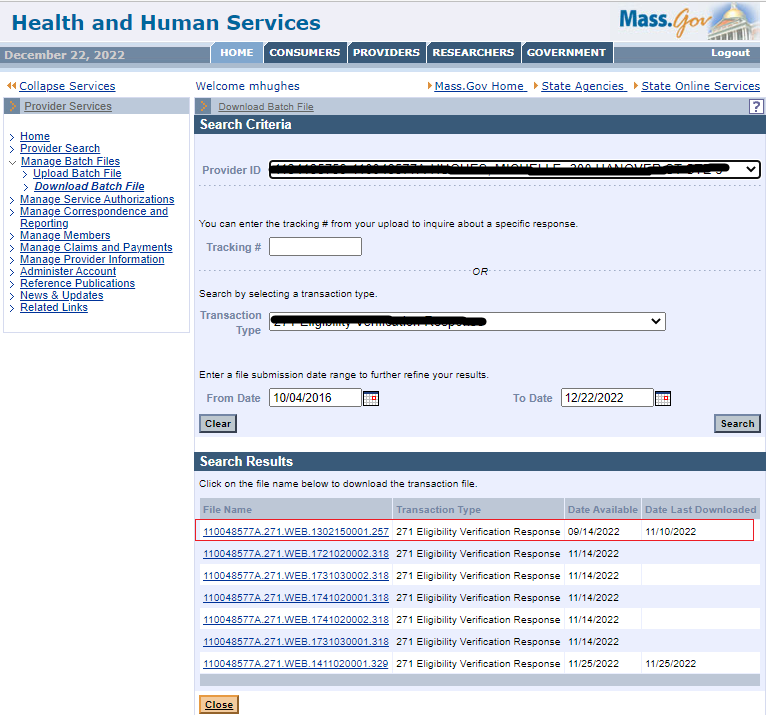 Health and Human Services
Mass.Gov
December 22, 2022
HOME CONSUMERS PROVIDERS RESEARCHERS GOVERNMENT Logout
Collapse Services
Welcome mhughes
Mass.Gov Home State Agencies State Online Services
Provider Services
Home
Provider Search
Manage Batch Files
Upload Batch File
Download Batch File
Manage Service Authorizations
Manage Correspondence and
Reporting
Manage Members
Manage Claims and Payments
Manage Provider Information
Administer Account
Reference Publications
News & Updates
Related Links
Download Batch File ?
Search Criteria
Provider ID
You can enter the tracking # from your upload to inquire about a specific response.
Tracking #
OR
Search by selecting a transaction type.
Transaction
Type
Enter a file submission date range to further refine your results.
From Date 10/04/2016 To Date 12/22/2022
Clear Search
Search Results
Click on the file name below to download the transaction file.
File Name Transaction Type Date Available Date Last Downloaded
110048577A.271.WEB.1302150001.257 271 Eligibility Verification Response 09/14/2022 11/10/2022
110048577A.271.WEB.1721020002.318 271 Eligibility Verification Response 11/14/2022
110048577A.271.WEB.1731030002.318 271 Eligibility Verification Response 11/14/2022
110048577A.271.WEB.1741020001.318 271 Eligibility Verification Response 11/14/2022
110048577A.271.WEB.1741020002.318 271 Eligibility Verification Response 11/14/2022
110048577A.271.WEB.1731030001.318 271 Eligibility Verification Response 11/14/2022
110048577A.271.WEB.1411020001.329 271 Eligibility Verification Response 11/25/2022 11/25/2022
Close